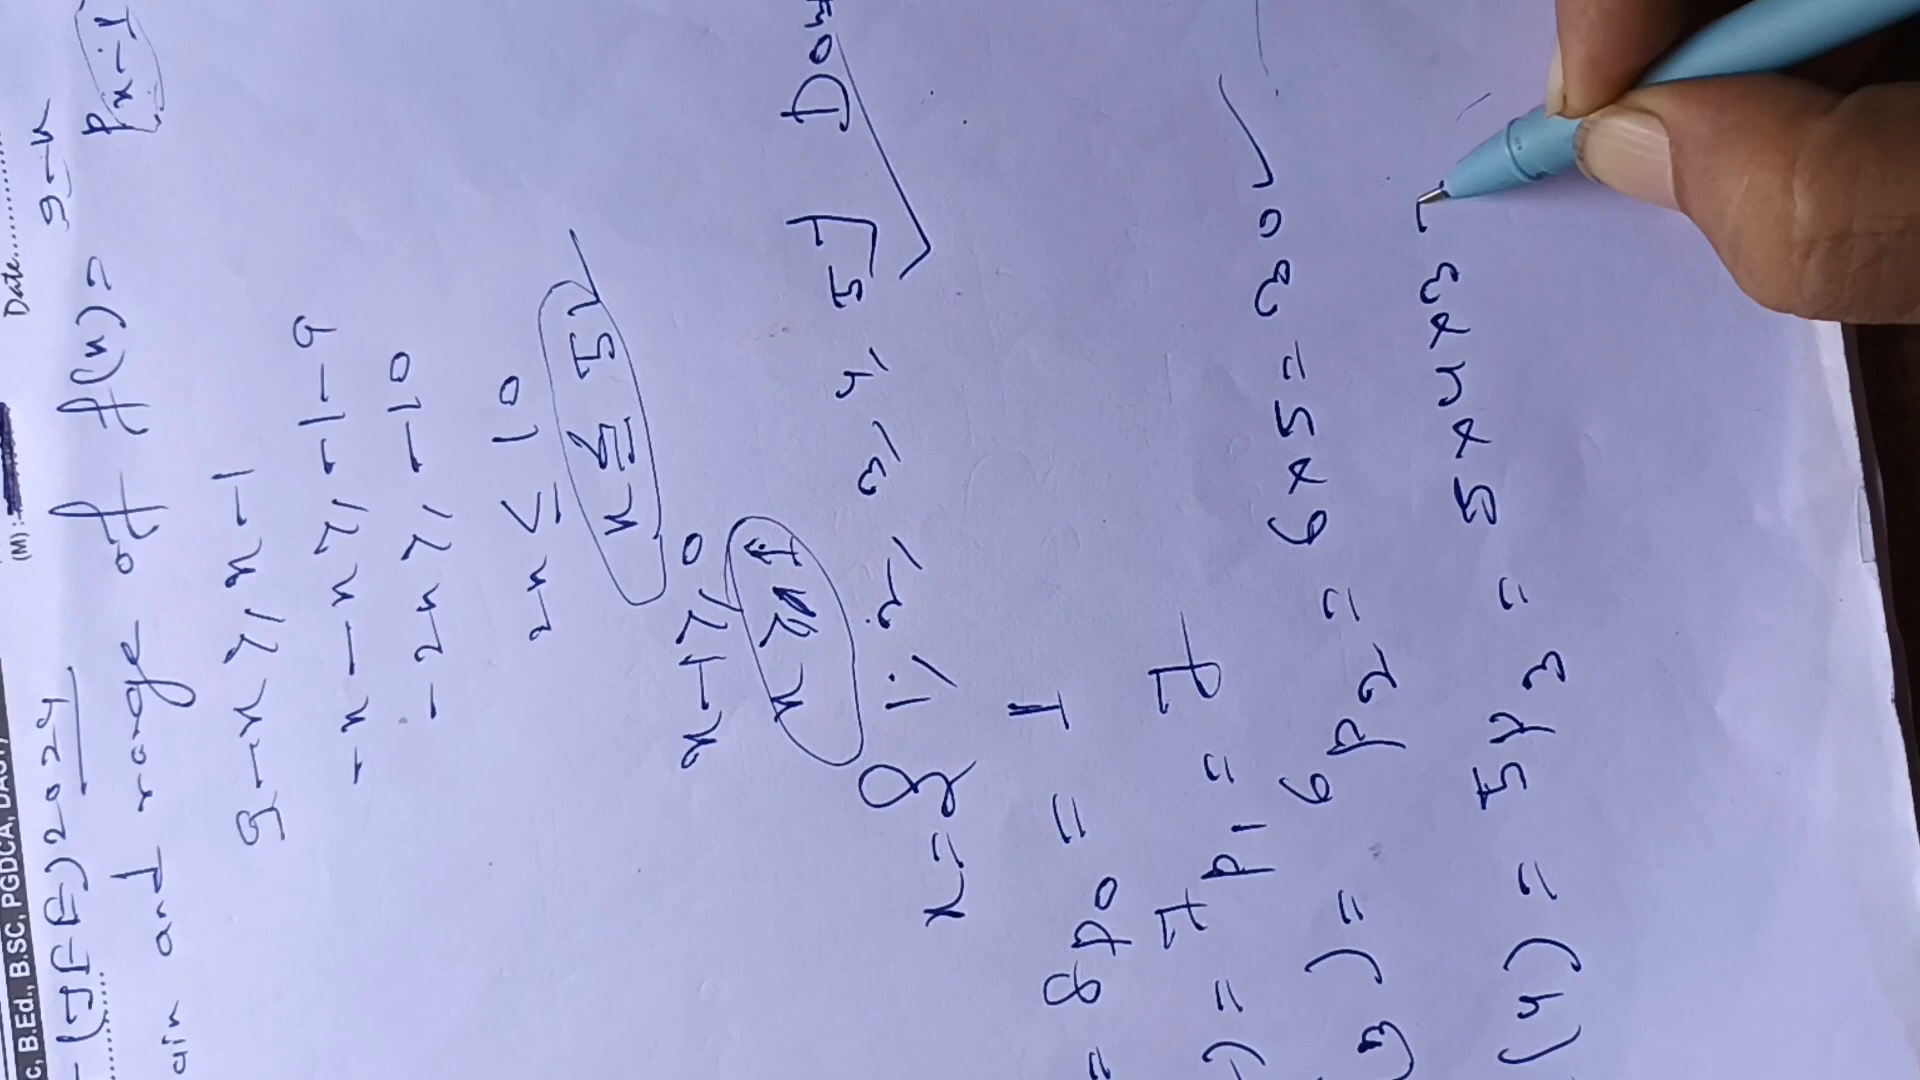 c, B.Ed., B.SC, PGDCA, (M) : Date..............
- (JEE) 2024
ain and range of f(x) = 9-x P x-1
9-x ≥ x-1
-x-x ≥ -1-9
-2x ≥ -10
2x ≤ 10
x ≤ 5
x-1 ≥ 0
x ≥ 1
x = { 1, 2, 3, 4, 5 } Dom
= 8P0 = 1
) = 7P1 = 7
3) = 6P2 = 6×5 = 30
(4) = 5P3 = 5×4×3